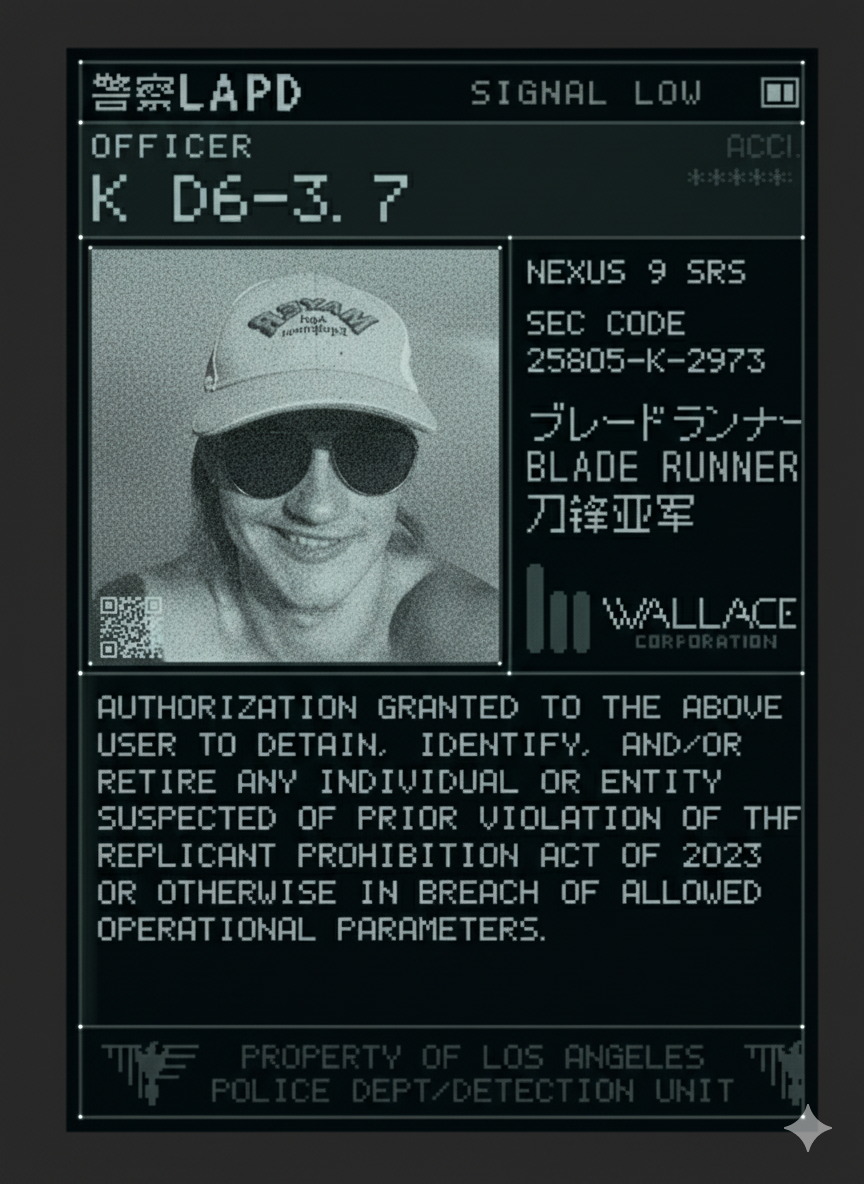 警察LAPD
SIGNAL LOW
OFFICER
K D6-3.7
ACCI.
*****:
MAYER
NEXUS 9 SRS
SEC CODE
25805-K-2973
ブレードランナー
BLADE RUNNER
刀锋亚军
WALLACE
CORPORATION
AUTHORIZATION GRANTED TO THE ABOVE
USER TO DETAIN, IDENTIFY, AND/OR
RETIRE ANY INDIVIDUAL OR ENTITY
SUSPECTED OF PRIOR VIOLATION OF THE
REPLICANT PROHIBITION ACT OF 2023
OR OTHERWISE IN BREACH OF ALLOWED
OPERATIONAL PARAMETERS.
PROPERTY OF LOS ANGELES
POLICE DEPT/DETECTION UNIT